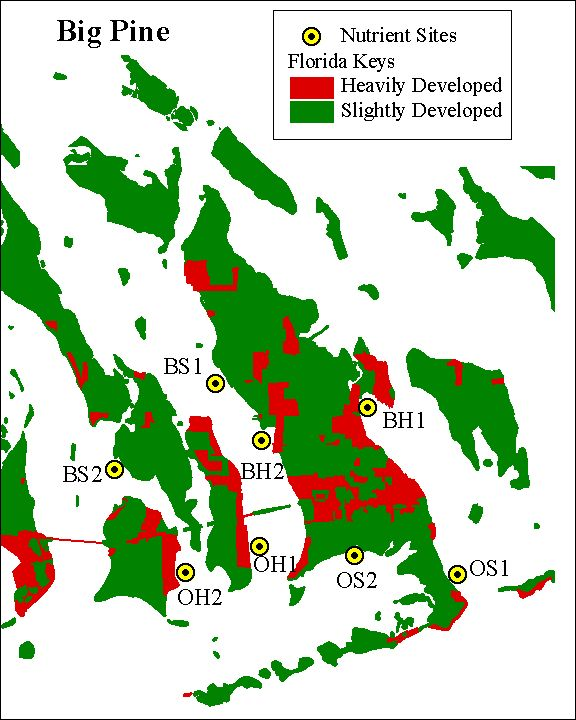 Big Pine
Nutrient Sites
Florida Keys
Heavily Developed
Slightly Developed
BS1
BH1
BH2
BS2
OH1
OS2
OS1
OH2